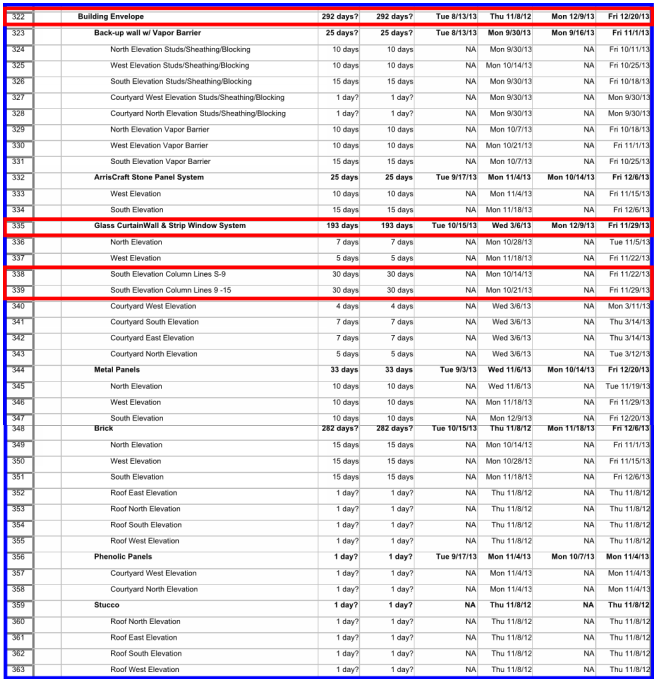 322 Building Envelope 292 days? 292 days? Tue 8/13/13 Thu 11/8/12 Mon 12/9/13 Fri 12/20/13
323 Back-up wall w/ Vapor Barrier 25 days? 25 days? Tue 8/13/13 Mon 9/30/13 Mon 9/16/13 Fri 11/1/13
324 North Elevation Studs/Sheathing/Blocking 10 days 10 days NA Mon 9/30/13 NA Fri 10/11/13
325 West Elevation Studs/Sheathing/Blocking 10 days 10 days NA Mon 10/14/13 NA Fri 10/25/13
326 South Elevation Studs/Sheathing/Blocking 15 days 15 days NA Mon 9/30/13 NA Fri 10/18/13
327 Courtyard West Elevation Studs/Sheathing/Blocking 1 day? 1 day? NA Mon 9/30/13 NA Mon 9/30/13
328 Courtyard North Elevation Studs/Sheathing/Blocking 1 day? 1 day? NA Mon 9/30/13 NA Mon 9/30/13
329 North Elevation Vapor Barrier 10 days 10 days NA Mon 10/7/13 NA Fri 10/18/13
330 West Elevation Vapor Barrier 10 days 10 days NA Mon 10/21/13 NA Fri 11/1/13
331 South Elevation Vapor Barrier 15 days 15 days NA Mon 10/7/13 NA Fri 10/25/13
332 ArrisCraft Stone Panel System 25 days 25 days Tue 9/17/13 Mon 11/4/13 Mon 10/14/13 Fri 12/6/13
333 West Elevation 10 days 10 days NA Mon 11/4/13 NA Fri 11/15/13
334 South Elevation 15 days 15 days NA Mon 11/18/13 NA Fri 12/6/13
335 Glass CurtainWall & Strip Window System 193 days 193 days Tue 10/15/13 Wed 3/6/13 Mon 12/9/13 Fri 11/29/13
336 North Elevation 7 days 7 days NA Mon 10/28/13 NA Tue 11/5/13
337 West Elevation 5 days 5 days NA Mon 11/18/13 NA Fri 11/22/13
338 South Elevation Column Lines S-9 30 days 30 days NA Mon 10/14/13 NA Fri 11/22/13
339 South Elevation Column Lines 9 -15 30 days 30 days NA Mon 10/21/13 NA Fri 11/29/13
340 Courtyard West Elevation 4 days 4 days NA Wed 3/6/13 NA Mon 3/11/13
341 Courtyard South Elevation 7 days 7 days NA Wed 3/6/13 NA Thu 3/14/13
342 Courtyard East Elevation 7 days 7 days NA Wed 3/6/13 NA Thu 3/14/13
343 Courtyard North Elevation 5 days 5 days NA Wed 3/6/13 NA Tue 3/12/13
344 Metal Panels 33 days 33 days Tue 9/3/13 Wed 11/6/13 Mon 10/14/13 Fri 12/20/13
345 North Elevation 10 days 10 days NA Wed 11/6/13 NA Tue 11/19/13
346 West Elevation 10 days 10 days NA Mon 11/18/13 NA Fri 11/29/13
347 South Elevation 10 days 10 days NA Mon 12/9/13 NA Fri 12/20/13
348 Brick 282 days? 282 days? Tue 10/15/13 Thu 11/8/12 Mon 11/18/13 Fri 12/6/13
349 North Elevation 15 days 15 days NA Mon 10/14/13 NA Fri 11/1/13
350 West Elevation 15 days 15 days NA Mon 10/28/13 NA Fri 11/15/13
351 South Elevation 15 days 15 days NA Mon 11/18/13 NA Fri 12/6/13
352 Roof East Elevation 1 day? 1 day? NA Thu 11/8/12 NA Thu 11/8/12
353 Roof North Elevation 1 day? 1 day? NA Thu 11/8/12 NA Thu 11/8/12
354 Roof South Elevation 1 day? 1 day? NA Thu 11/8/12 NA Thu 11/8/12
355 Roof West Elevation 1 day? 1 day? NA Thu 11/8/12 NA Thu 11/8/12
356 Phenolic Panels 1 day? 1 day? Tue 9/17/13 Mon 11/4/13 Mon 10/7/13 Mon 11/4/13
357 Courtyard West Elevation 1 day? 1 day? NA Mon 11/4/13 NA Mon 11/4/13
358 Courtyard North Elevation 1 day? 1 day? NA Mon 11/4/13 NA Mon 11/4/13
359 Stucco 1 day? 1 day? NA Thu 11/8/12 NA Thu 11/8/12
360 Roof North Elevation 1 day? 1 day? NA Thu 11/8/12 NA Thu 11/8/12
361 Roof East Elevation 1 day? 1 day? NA Thu 11/8/12 NA Thu 11/8/12
362 Roof South Elevation 1 day? 1 day? NA Thu 11/8/12 NA Thu 11/8/12
363 Roof West Elevation 1 day? 1 day? NA Thu 11/8/12 NA Thu 11/8/12